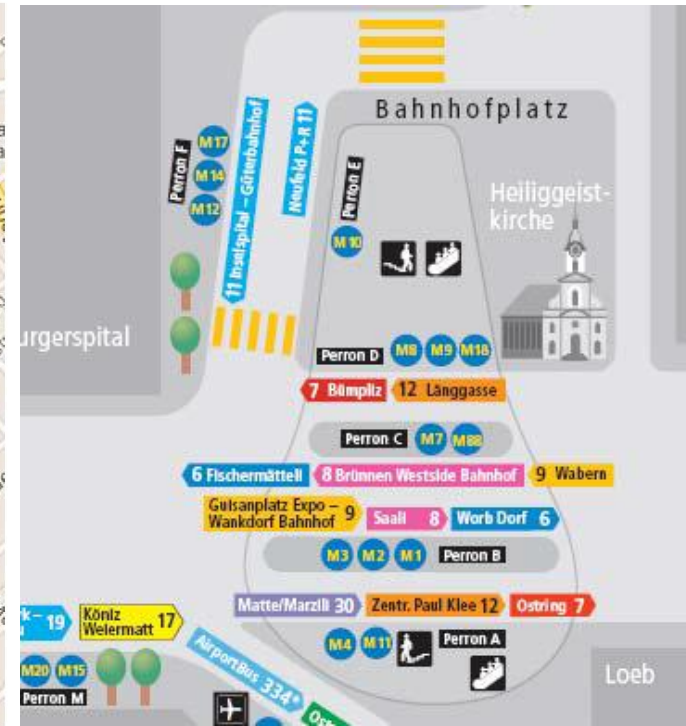 Bahnhofplatz
11 Inselspital – Güterbahnhof
Neufeld P+R 11
Perron F
M17
M14
M12
Perron E
M10
Heiliggeist-
kirche
urgerspital
Perron D M8 M9 M18
7 Bümpliz 12 Länggasse
Perron C M7 M88
6 Fischermätteli 8 Brünnen Westside Bahnhof 9 Wabern
Guisanplatz Expo –
Wankdorf Bahnhof 9
Saali 8 Worb Dorf 6
M3 M2 M1 Perron B
Matte/Marzili 30 Zentr. Paul Klee 12 Ostring 7
19
Köniz
Weiermatt 17
M4 M11 Perron A
AirportBus 334*
M20 M15
Perron M
Loeb